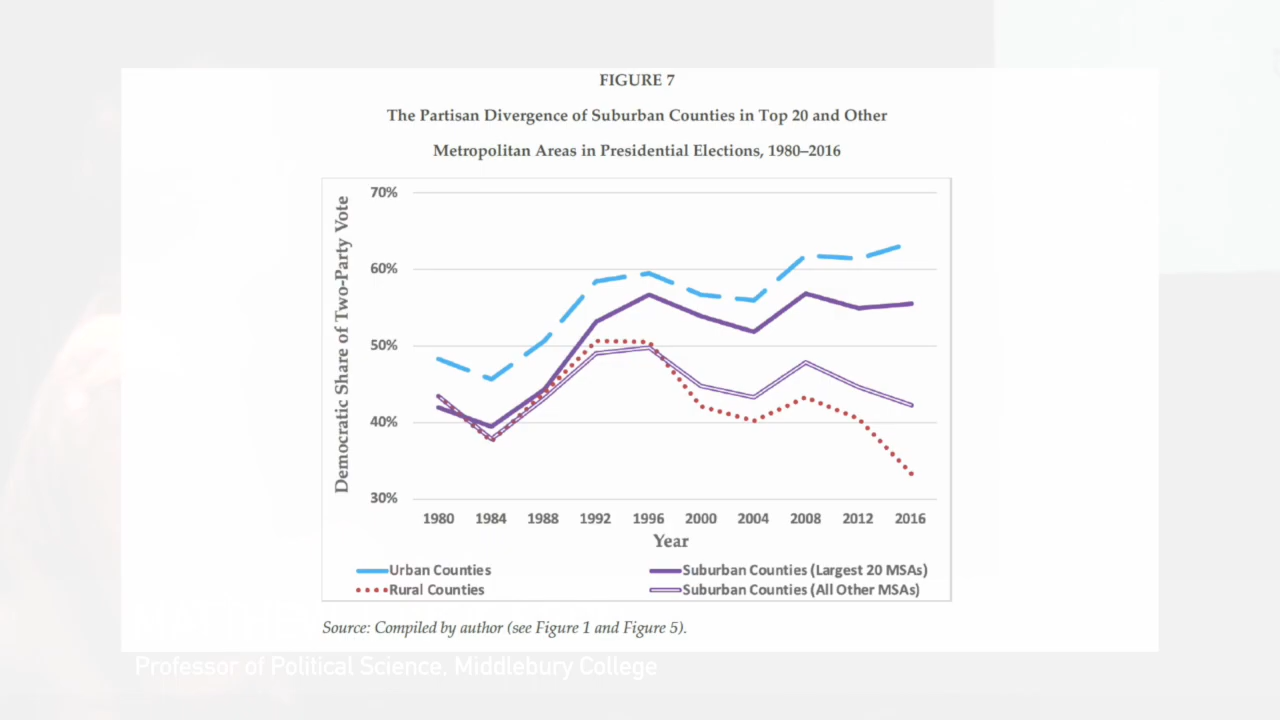 FIGURE 7
The Partisan Divergence of Suburban Counties in Top 20 and Other
Metropolitan Areas in Presidential Elections, 1980–2016
Democratic Share of Two-Party Vote
70%
60%
50%
40%
30%
1980 1984 1988 1992 1996 2000 2004 2008 2012 2016
Year
Urban Counties
Suburban Counties (Largest 20 MSAs)
Rural Counties
Suburban Counties (All Other MSAs)
Source: Compiled by author (see Figure 1 and Figure 5).
Professor of Political Science, Middlebury College